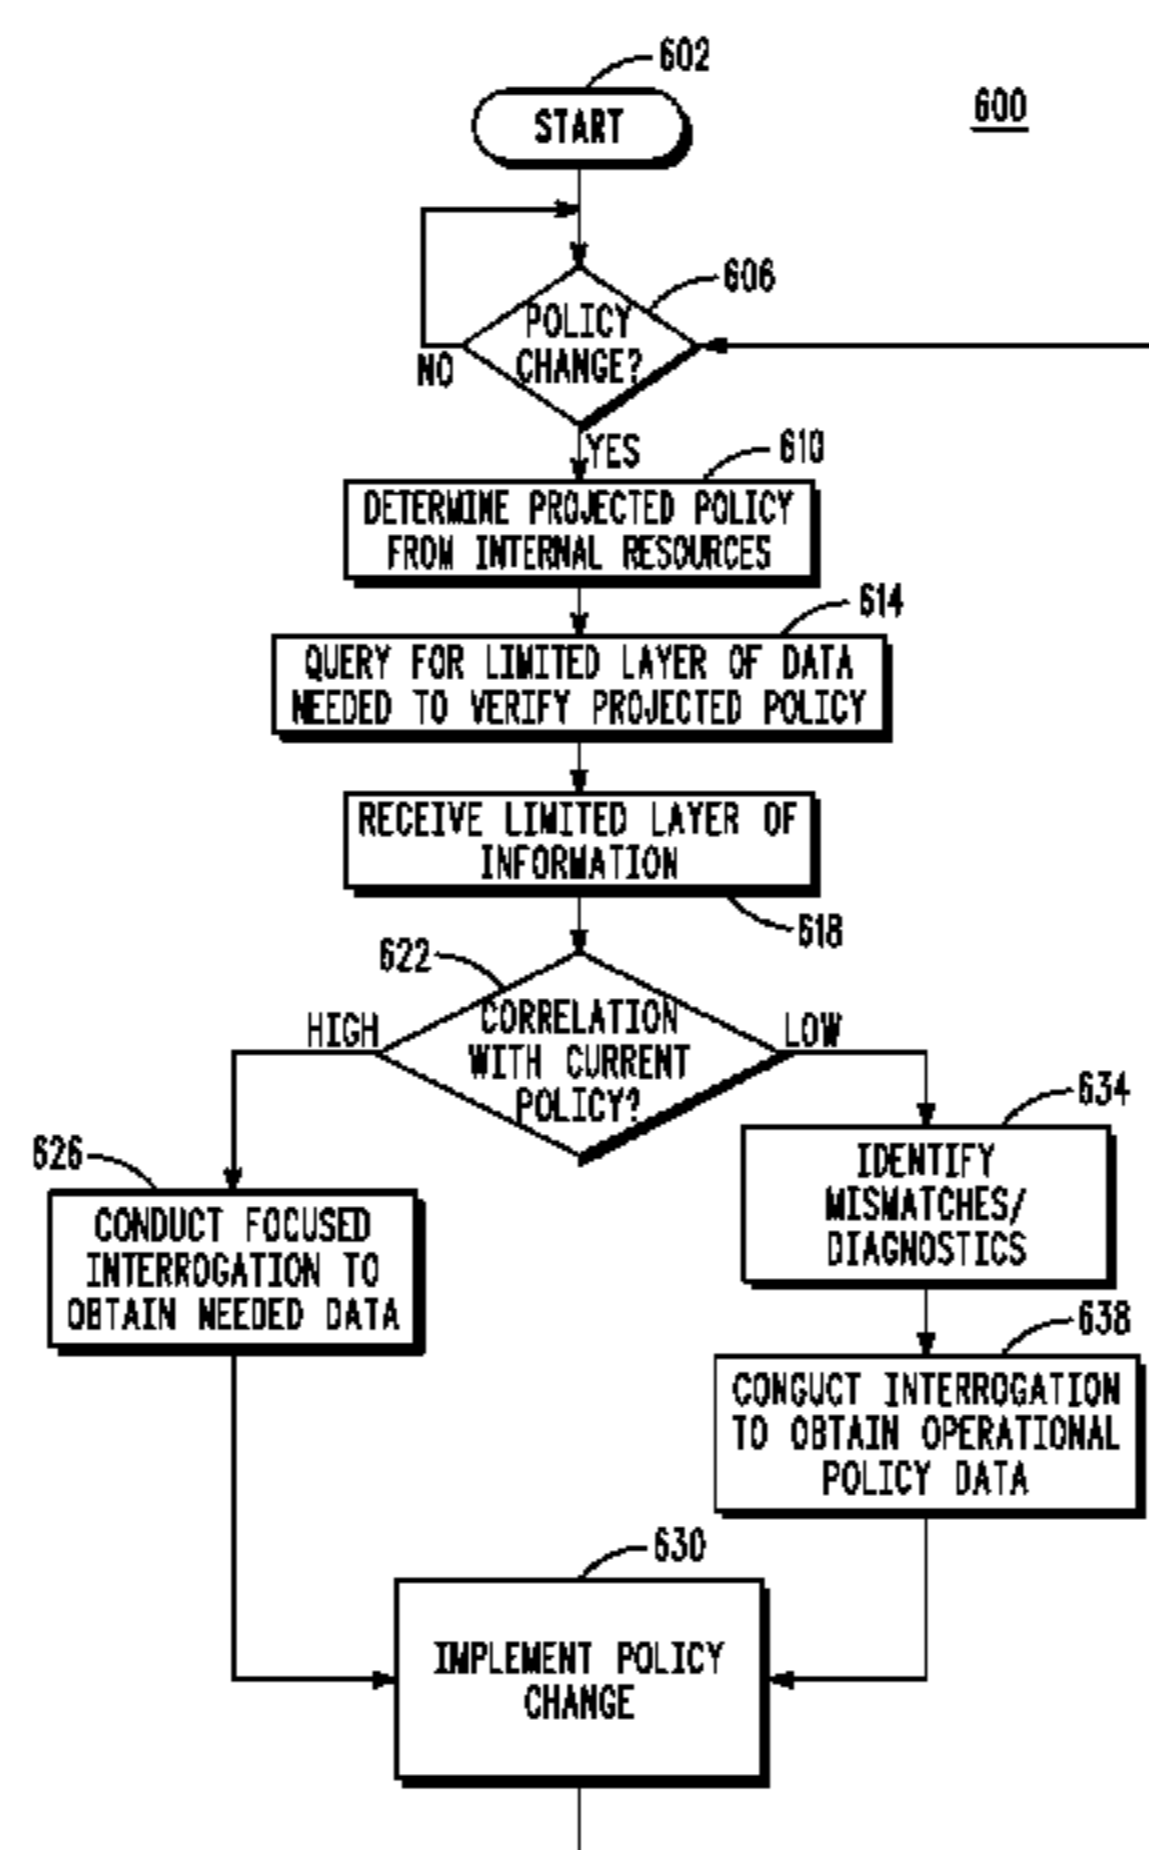 602
START
600
606
POLICY
CHANGE?
NO
YES
610
DETERMINE PROJECTED POLICY
FROM INTERNAL RESOURCES
614
QUERY FOR LIMITED LAYER OF DATA
NEEDED TO VERIFY PROJECTED POLICY
RECEIVE LIMITED LAYER OF
INFORMATION
618
622
CORRELATION
WITH CURRENT
POLICY?
HIGH
LOW
634
IDENTIFY
MISMATCHES/
DIAGNOSTICS
626
CONDUCT FOCUSED
INTERROGATION TO
OBTAIN NEEDED DATA
638
CONGUCT INTERROGATION
TO OBTAIN OPERATIONAL
POLICY DATA
630
IMPLEMENT POLICY
CHANGE